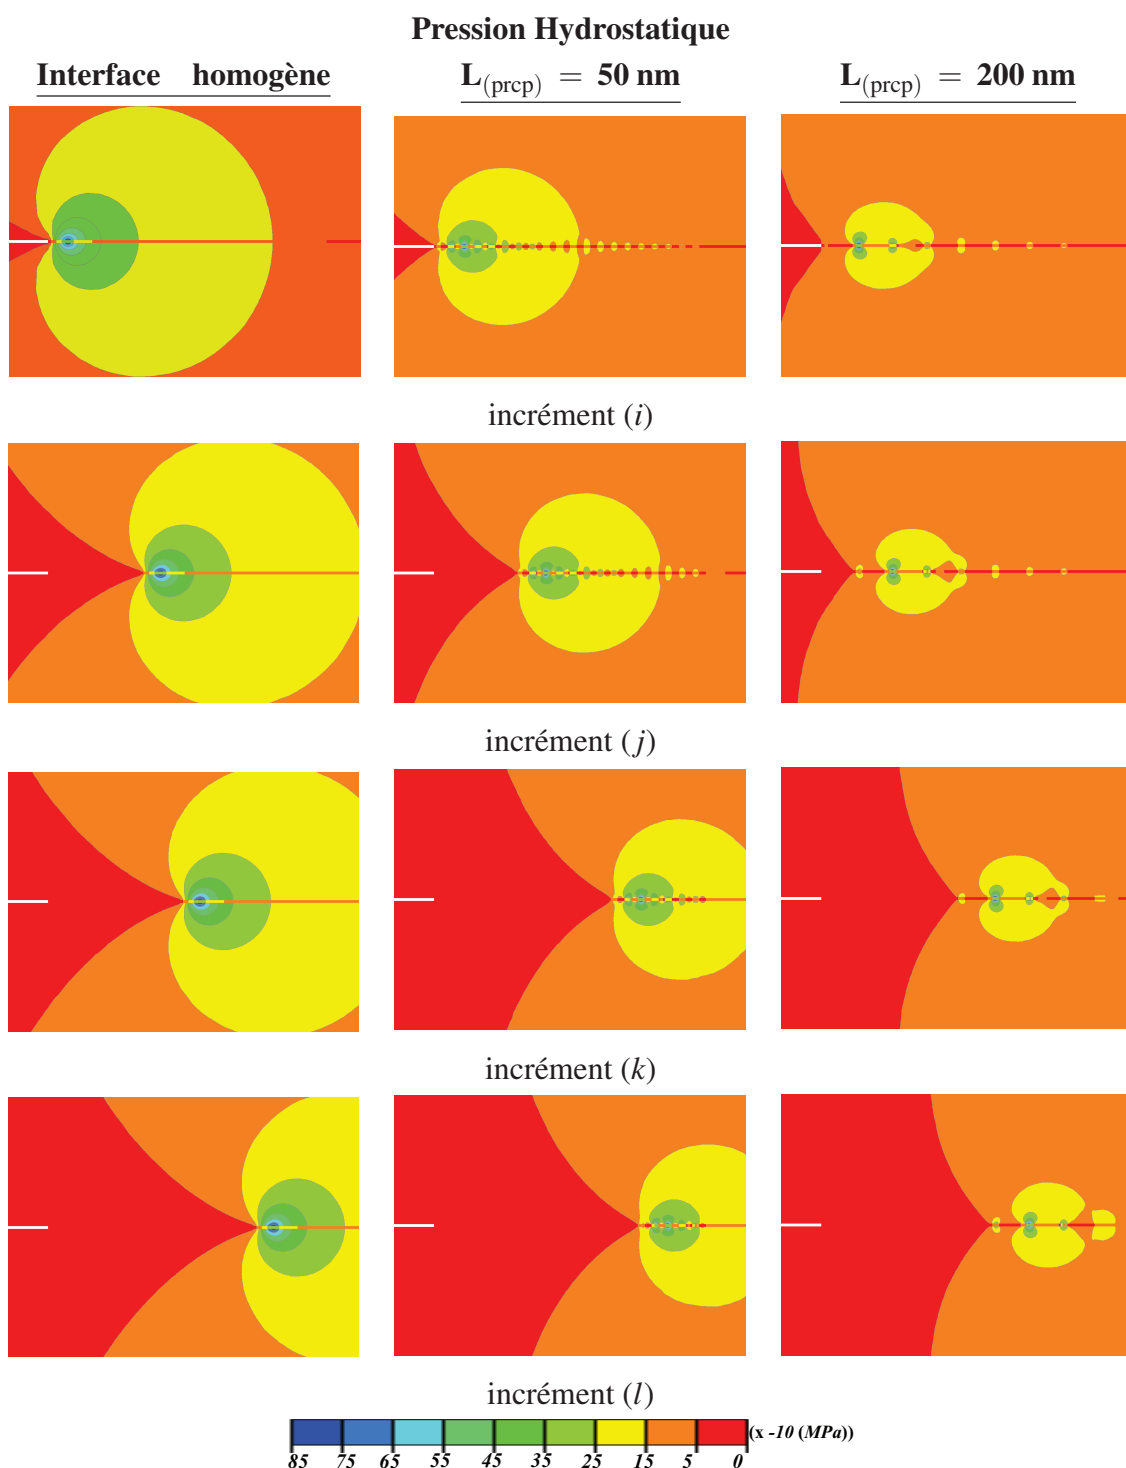 Pression Hydrostatique
Interface homogène L(prcp) = 50 nm L(prcp) = 200 nm
incrément (i)
incrément (j)
incrément (k)
incrément (l)
(x -10 (MPa))
85 75 65 55 45 35 25 15 5 0